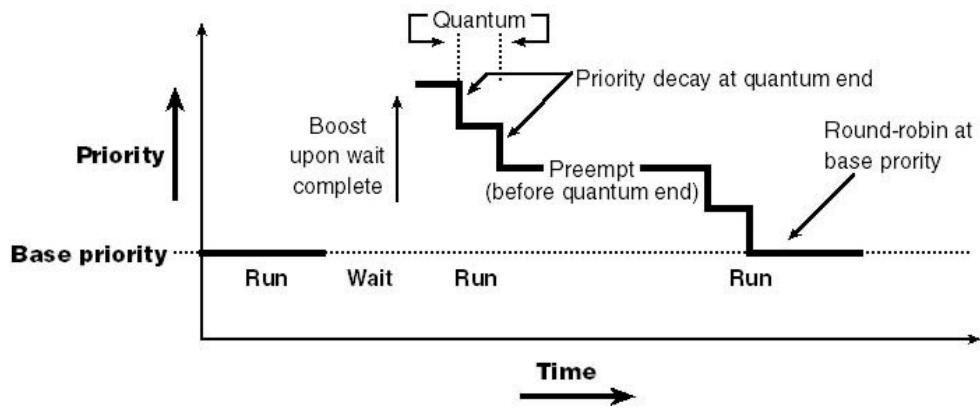 Quantum
Priority decay at quantum end
Boost
upon wait
complete
Round-robin at
base prority
Priority
Preempt
(before quantum end)
Base priority
Run
Wait
Run
Run
Time